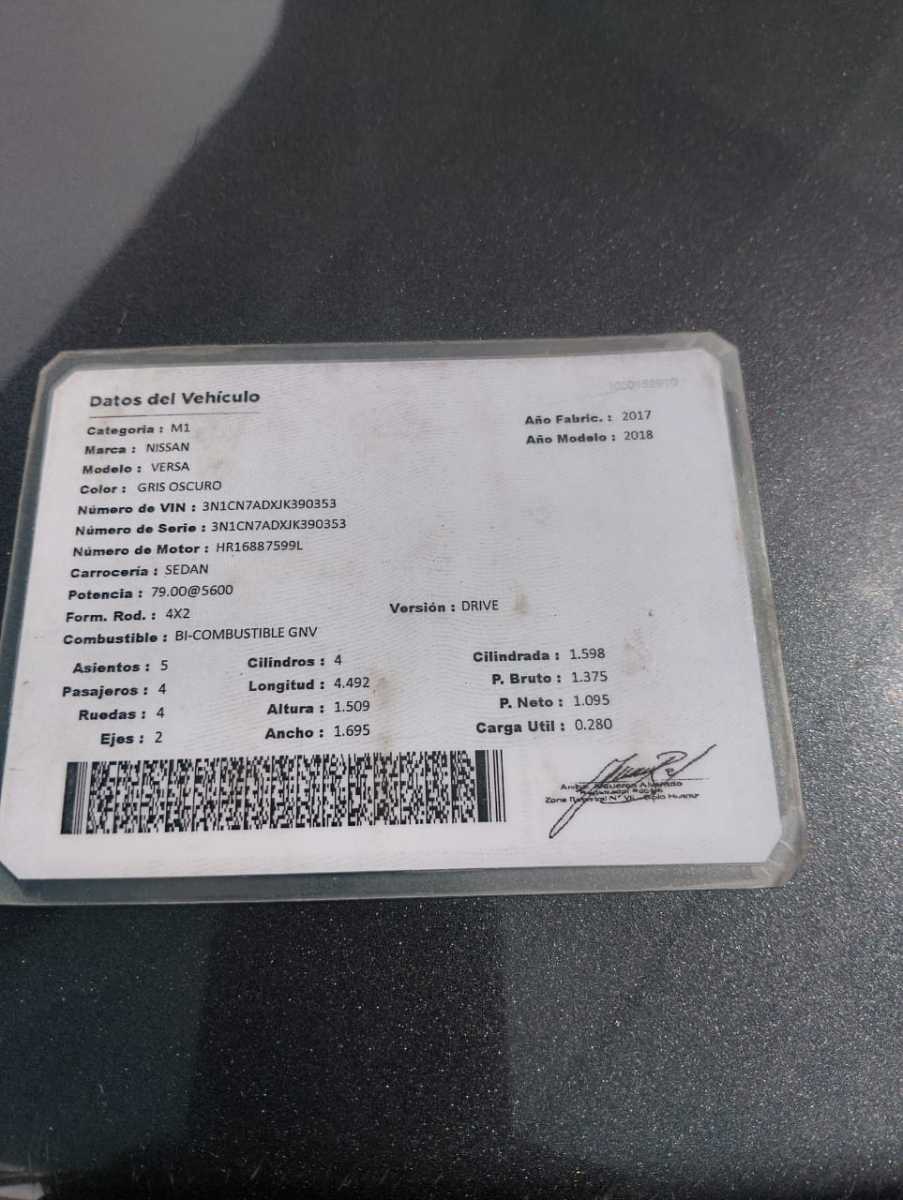 Datos del Vehículo
Categoria : M1
Año Fabric. : 2017
Marca : NISSAN
Año Modelo : 2018
Modelo : VERSA
Color : GRIS OSCURO
Número de VIN : 3N1CN7ADXJK390353
Número de Serie : 3N1CN7ADXJK390353
Número de Motor : HR16887599L
Carrocería : SEDAN
Potencia : 79.00@5600
Form. Rod. : 4X2
Versión : DRIVE
Combustible : BI-COMBUSTIBLE GNV
Asientos : 5 Cilindros : 4 Cilindrada : 1.598
Pasajeros : 4 Longitud : 4.492 P. Bruto : 1.375
Ruedas : 4 Altura : 1.509 P. Neto : 1.095
Ejes : 2 Ancho : 1.695 Carga Util : 0.280
Alvarado
Zona N° VII